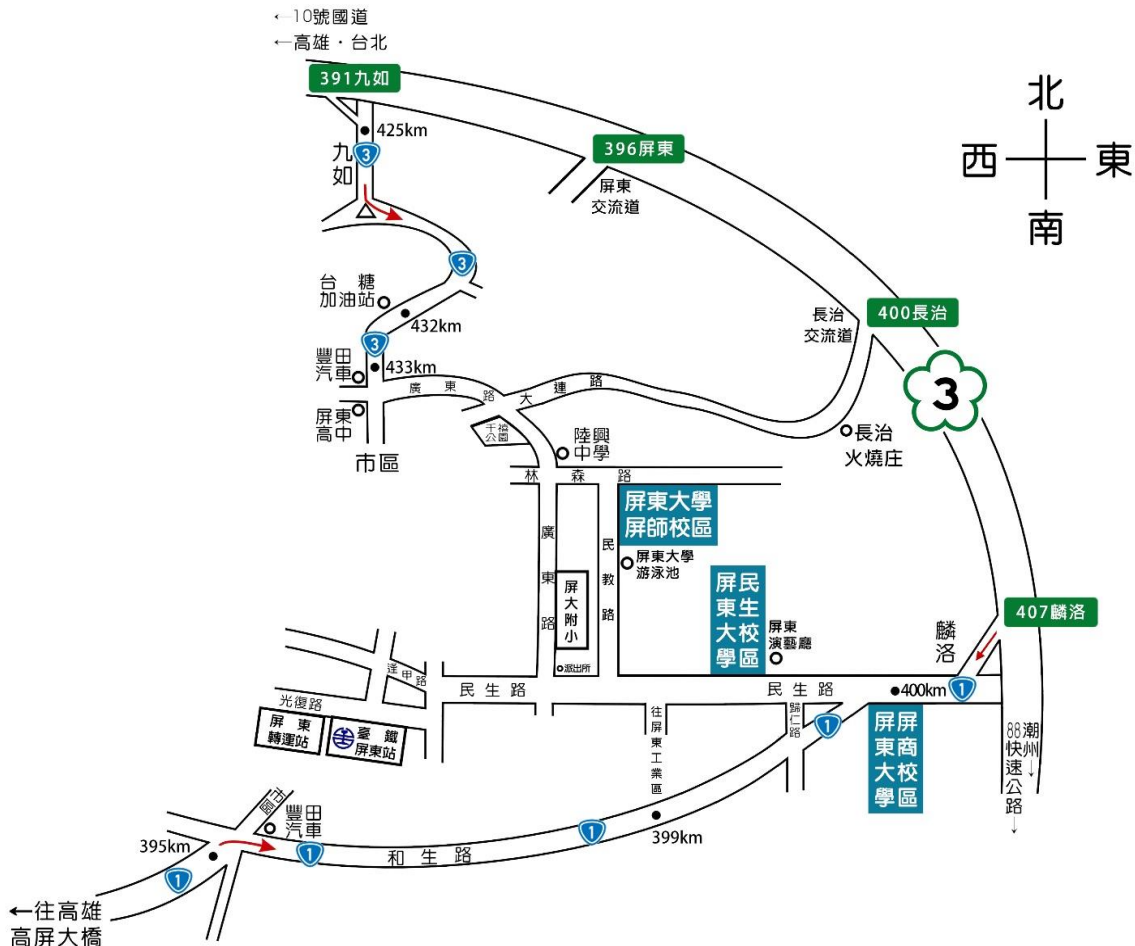 ←10號國道
←高雄・台北
391九如
425km
九如
3
396屏東
屏東
交流道
北
西
東
南
3
台糖
加油站
432km
3
433km
豐田
汽車
屏東
高中
市區
廣東路
大連路
千禧
公園
長治
交流道
400長治
3
長治
火燒庄
陸興
中學
林森路
屏東大學
屏師校區
屏東大學
游泳池
廣東路
屏大附小
派出所
民教路
屏東大學
民生校區
屏東
演藝廳
407麟洛
麟洛
1
400km
民生路
民生路
逢甲路
光復路
屏東
轉運站
臺鐵
屏東站
往屏東工業區
歸仁路
1
屏東大學
屏商校區
潮州↓
88快速公路↓
市區
豐田
汽車
395km
1
1
和生路
1
399km
←往高雄
高屏大橋